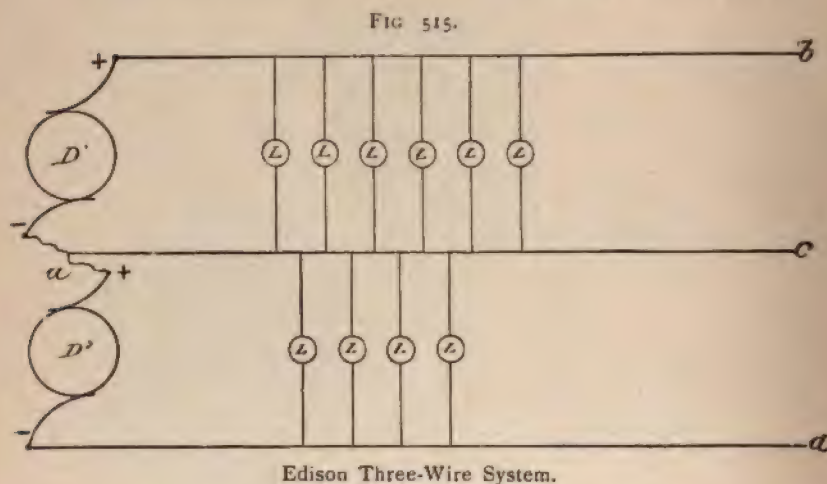 FIG 515.
+ b
D'
L L L L L L
-
a c
+
D² L L L L
- d
Edison Three-Wire System.